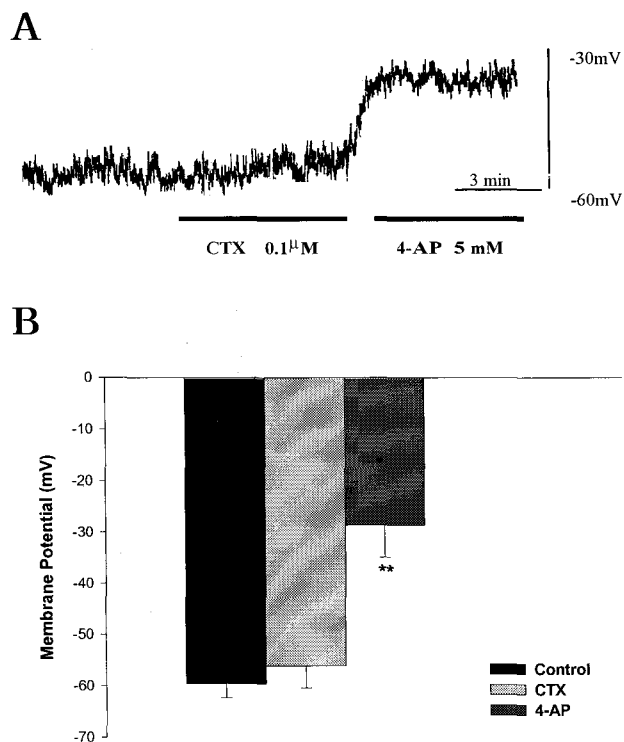 A
-30mV
3 min
-60mV
CTX 0.1µM
4-AP 5 mM
B
0
-10
-20
-30
-40
-50
-60
-70
Membrane Potential (mV)
**
Control
CTX
4-AP